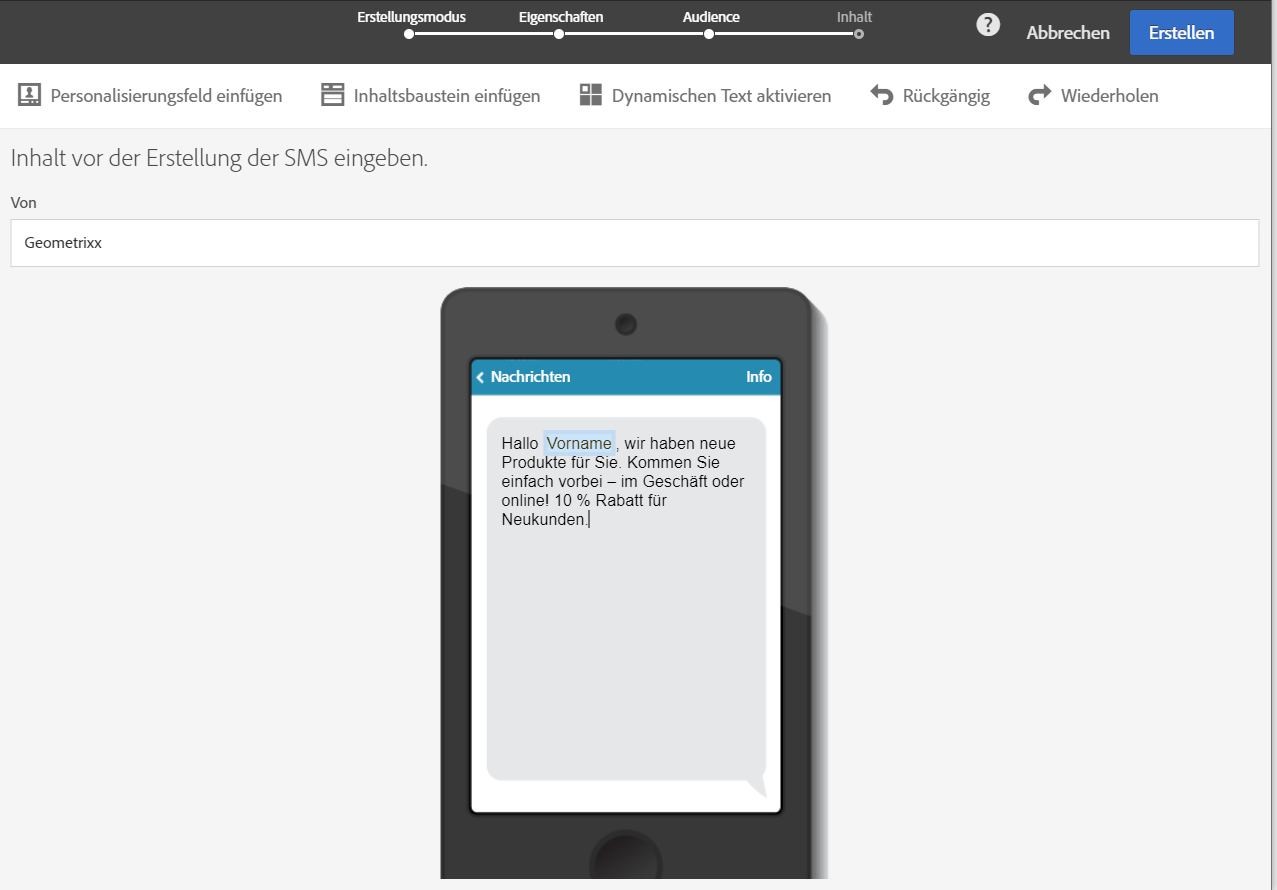 Erstellungsmodus Eigenschaften Audience Inhalt
? Abbrechen Erstellen
Personalisierungsfeld einfügen Inhaltsbaustein einfügen Dynamischen Text aktivieren Rückgängig Wiederholen
Inhalt vor der Erstellung der SMS eingeben.
Von
Geometrixx
Nachrichten Info
Hallo Vorname , wir haben neue
Produkte für Sie. Kommen Sie
einfach vorbei – im Geschäft oder
online! 10 % Rabatt für
Neukunden.